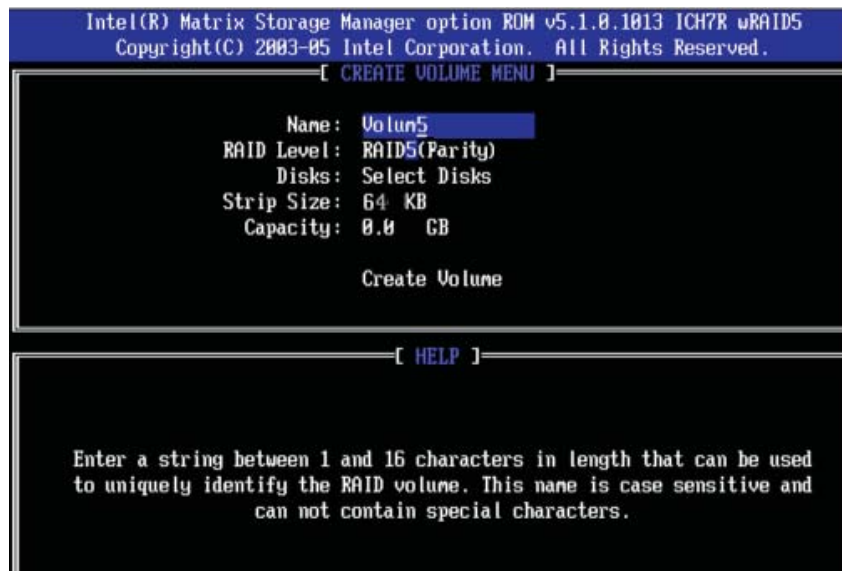 Intel(R) Matrix Storage Manager option ROM v5.1.0.1013 ICH7R wRAID5
Copyright(C) 2003-05 Intel Corporation. All Rights Reserved.
[ CREATE VOLUME MENU ]
Name: Volum5
RAID Level: RAID5(Parity)
Disks: Select Disks
Strip Size: 64 KB
Capacity: 0.0 GB
Create Volume
[ HELP ]
Enter a string between 1 and 16 characters in length that can be used
to uniquely identify the RAID volume. This name is case sensitive and
can not contain special characters.